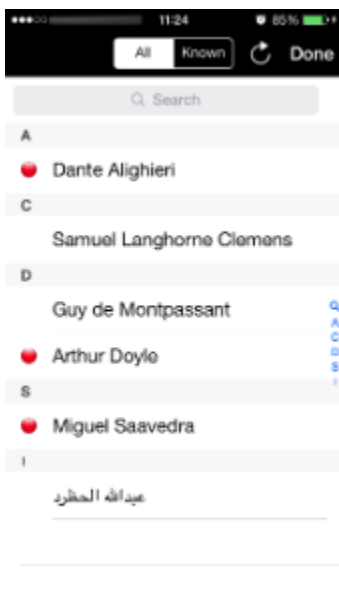 11:24
85%
All Known Done
Search
A
Dante Alighieri
C
Samuel Langhorne Clemens
D
Guy de Montpassant
Arthur Doyle
S
Miguel Saavedra
I
عبدالله الحظرد
A
C
D
S
I